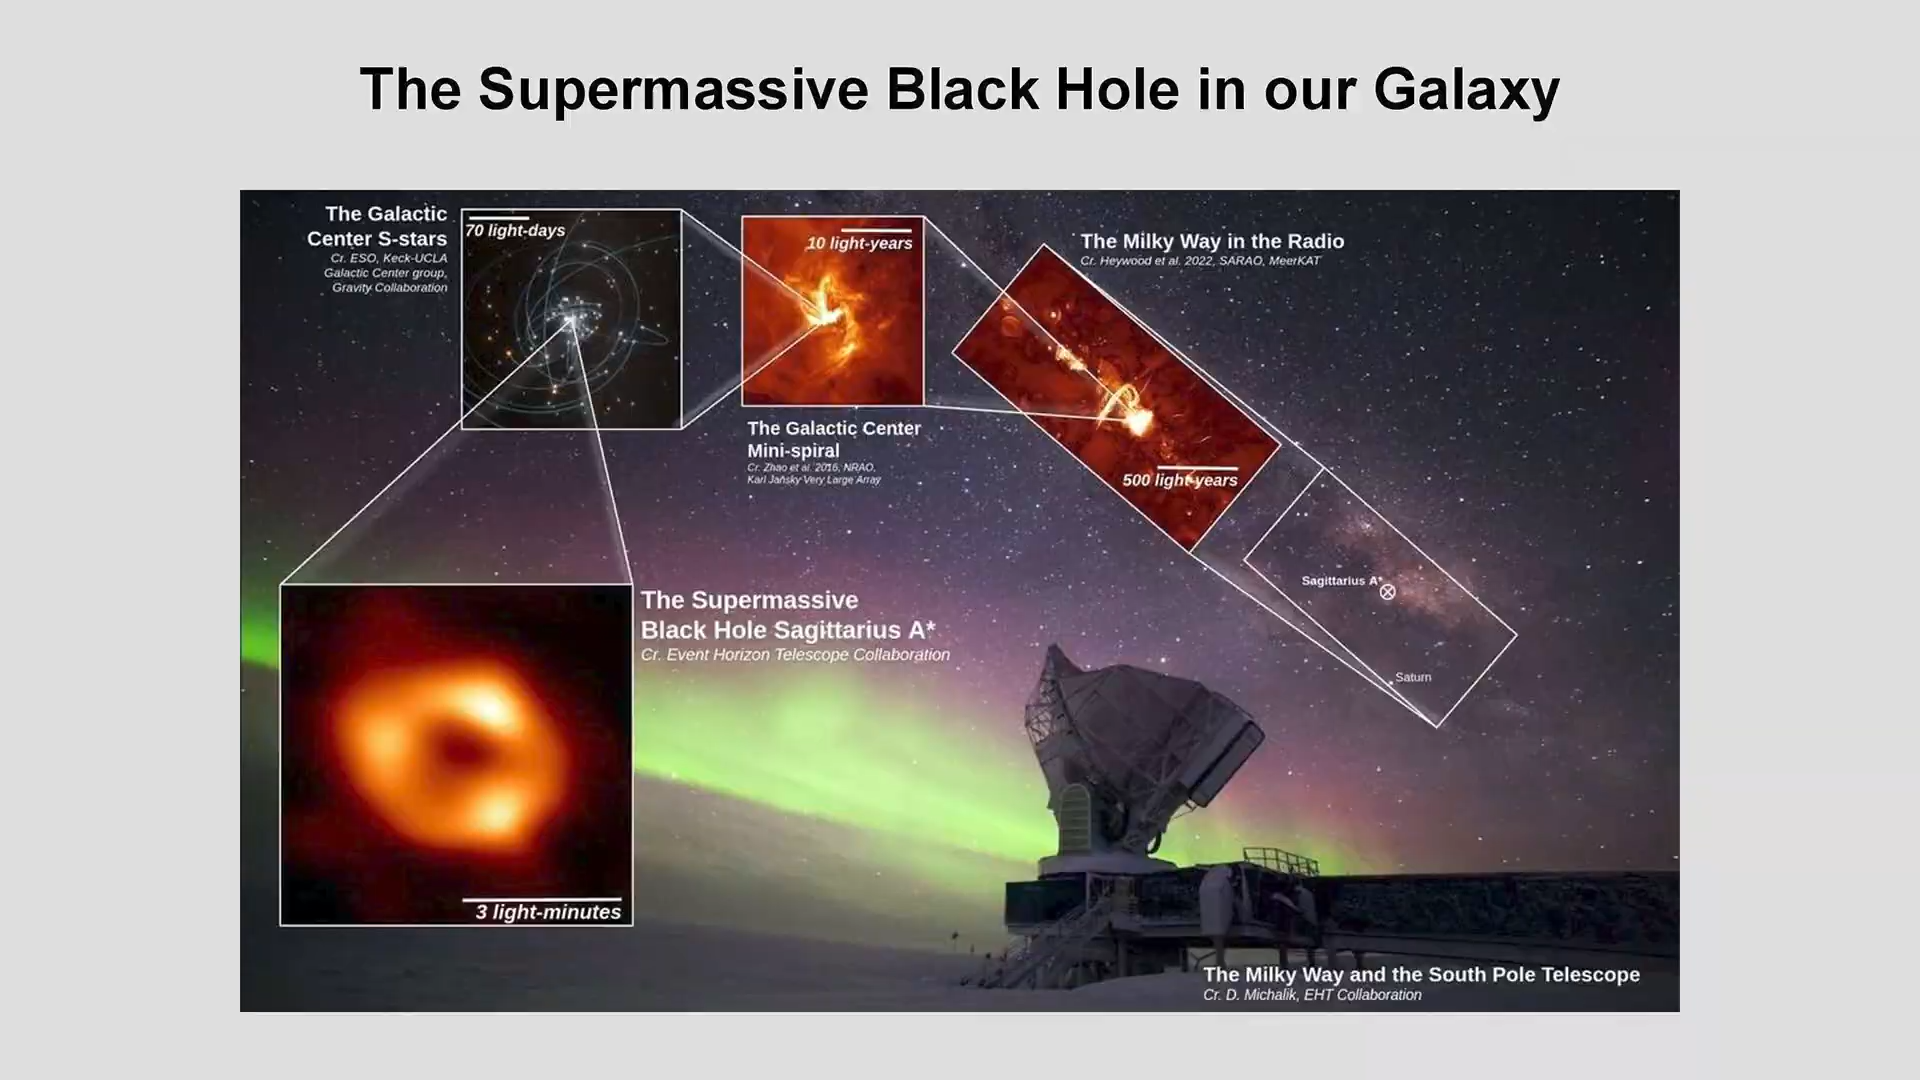 The Supermassive Black Hole in our Galaxy
The Galactic
Center S-stars
Cr. ESO, Keck-UCLA
Galactic Center group,
Gravity Collaboration
70 light-days
10 light-years
The Galactic Center
Mini-spiral
Cr. Zhao et al. 2016, NRAO,
Karl Jansky Very Large Array
The Milky Way in the Radio
Cr. Heywood et al. 2022, SARAO, MeerKAT
500 light-years
Sagittarius A*
Saturn
The Supermassive
Black Hole Sagittarius A*
Cr. Event Horizon Telescope Collaboration
3 light-minutes
The Milky Way and the South Pole Telescope
Cr. D. Michalik, EHT Collaboration